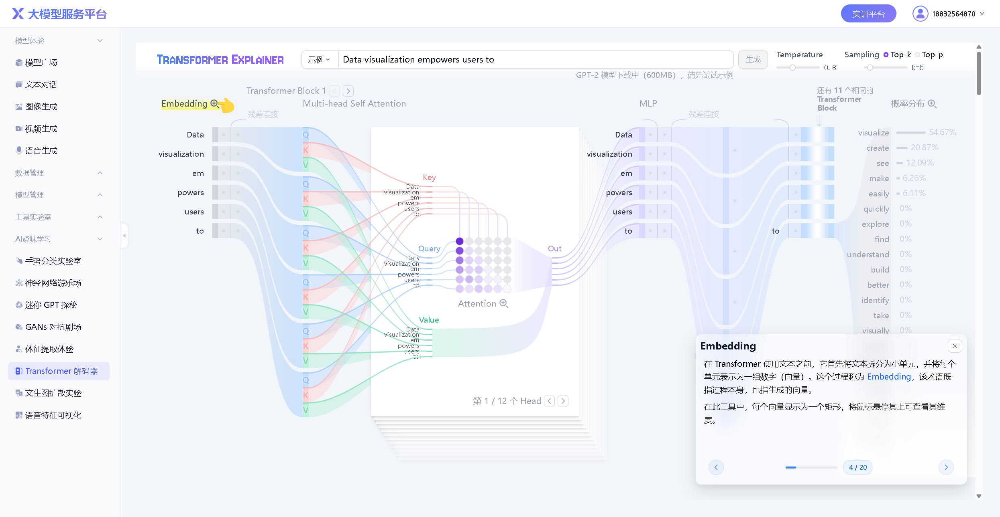 大模型服务平台
实训平台
18832564870
模型体验
模型广场
文本对话
图像生成
视频生成
语音生成
数据管理
模型管理
工具实验室
AI趣味学习
手势分类实验室
神经网络游乐场
迷你 GPT 探秘
GANs 对抗剧场
体征提取体验
Transformer 解码器
文生图扩散实验
语音特征可视化
TRANSFORMER EXPLAINER
示例
Data visualization empowers users to
生成
Temperature
0.8
Sampling Top-k Top-p
k=5
GPT-2 模型下载中（600MB），请先试试示例
Transformer Block 1
Embedding
Multi-head Self Attention
残差连接
MLP
残差连接
还有 11 个相同的
Transformer
Block
概率分布
Data
visualization
em
powers
users
to
Q
K
V
Q
K
V
Q
K
V
Q
K
V
Q
K
V
Q
K
V
Key
Data
visualization
em
powers
users
to
Query
Data
visualization
em
powers
users
to
Attention
Value
Data
visualization
em
powers
users
to
Out
第 1 / 12 个 Head
Data
visualization
em
powers
users
to
to
visualize 54.67%
create 20.87%
see 12.09%
make 6.26%
easily 6.11%
quickly 0%
explore 0%
find 0%
understand 0%
build 0%
better 0%
identify 0%
take 0%
visually 0%
Embedding
在 Transformer 使用文本之前，它首先将文本拆分为小单元，并将每个
单元表示为一组数字（向量）。这个过程称为 Embedding，该术语既
指过程本身，也指生成的向量。
在此工具中，每个向量显示为一个矩形，将鼠标悬停其上可查看其维
度。
4 / 20